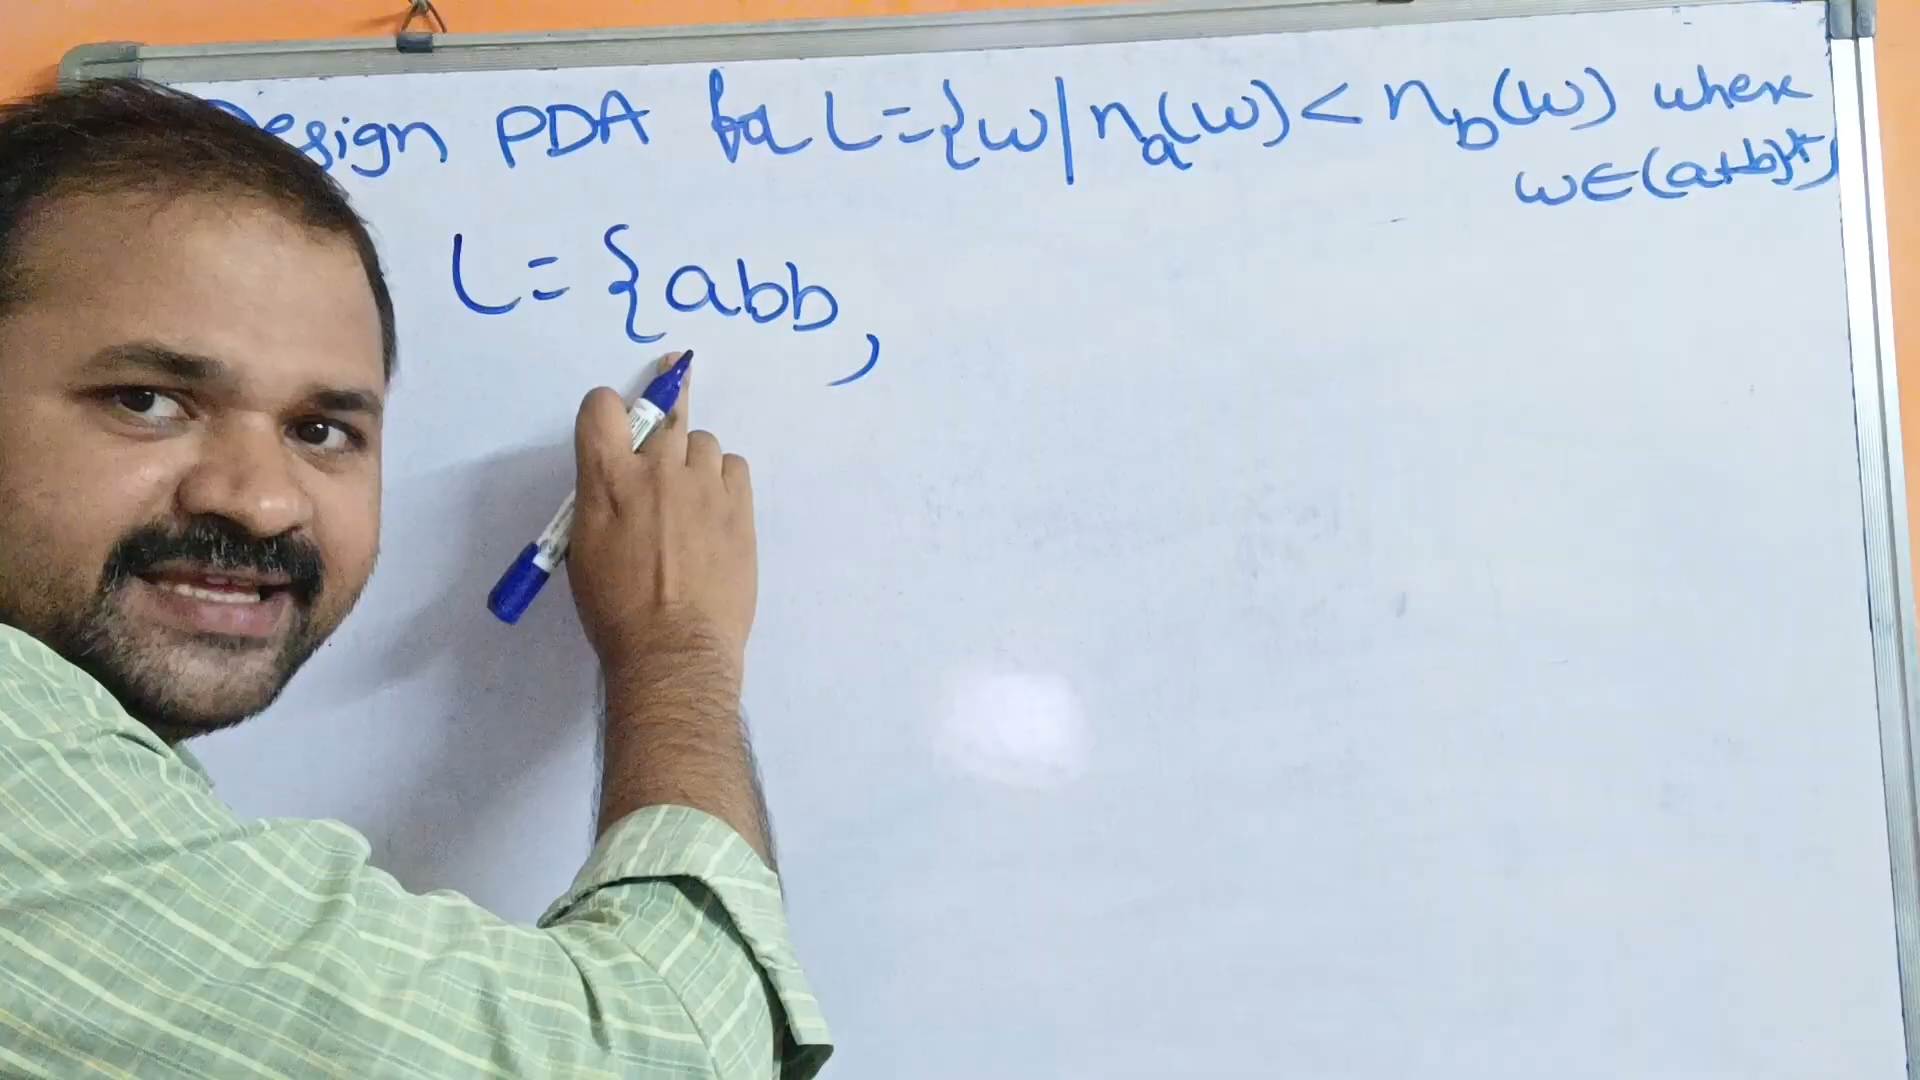 Design PDA for L={w|na(w)<nb(w) where
w∈(a+b)*}
L={abb,